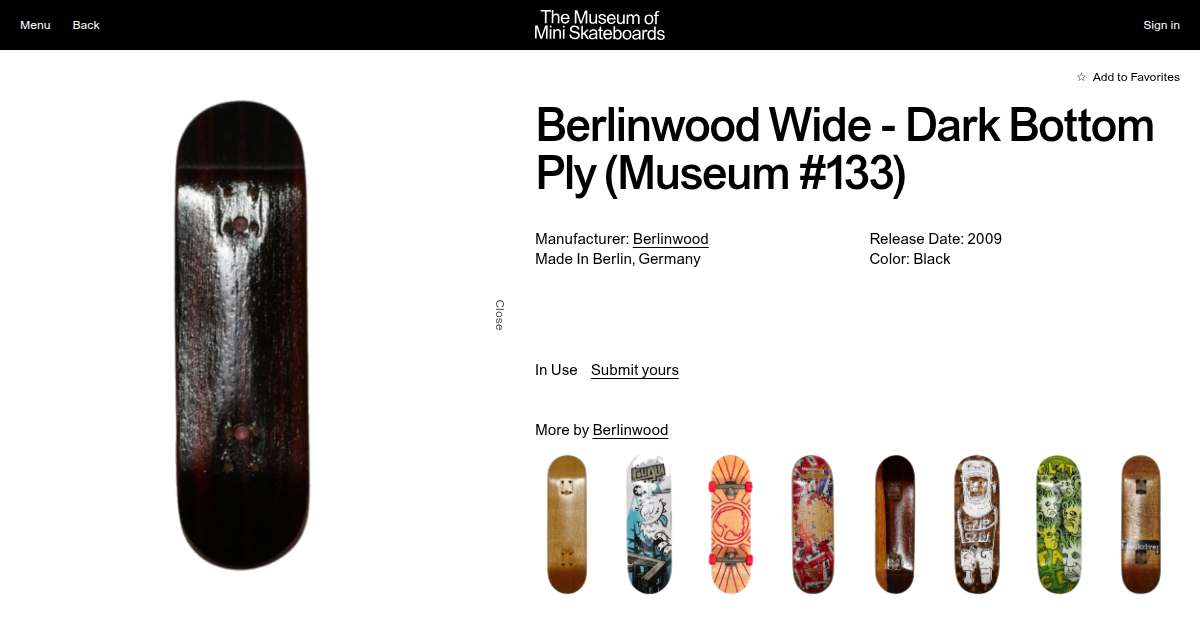 Menu
Back
The Museum of
Mini Skateboards
Sign in
☆ Add to Favorites
Berlinwood Wide - Dark Bottom
Ply (Museum #133)
Manufacturer: Berlinwood
Made In Berlin, Germany
Release Date: 2009
Color: Black
Close
In Use Submit yours
More by Berlinwood